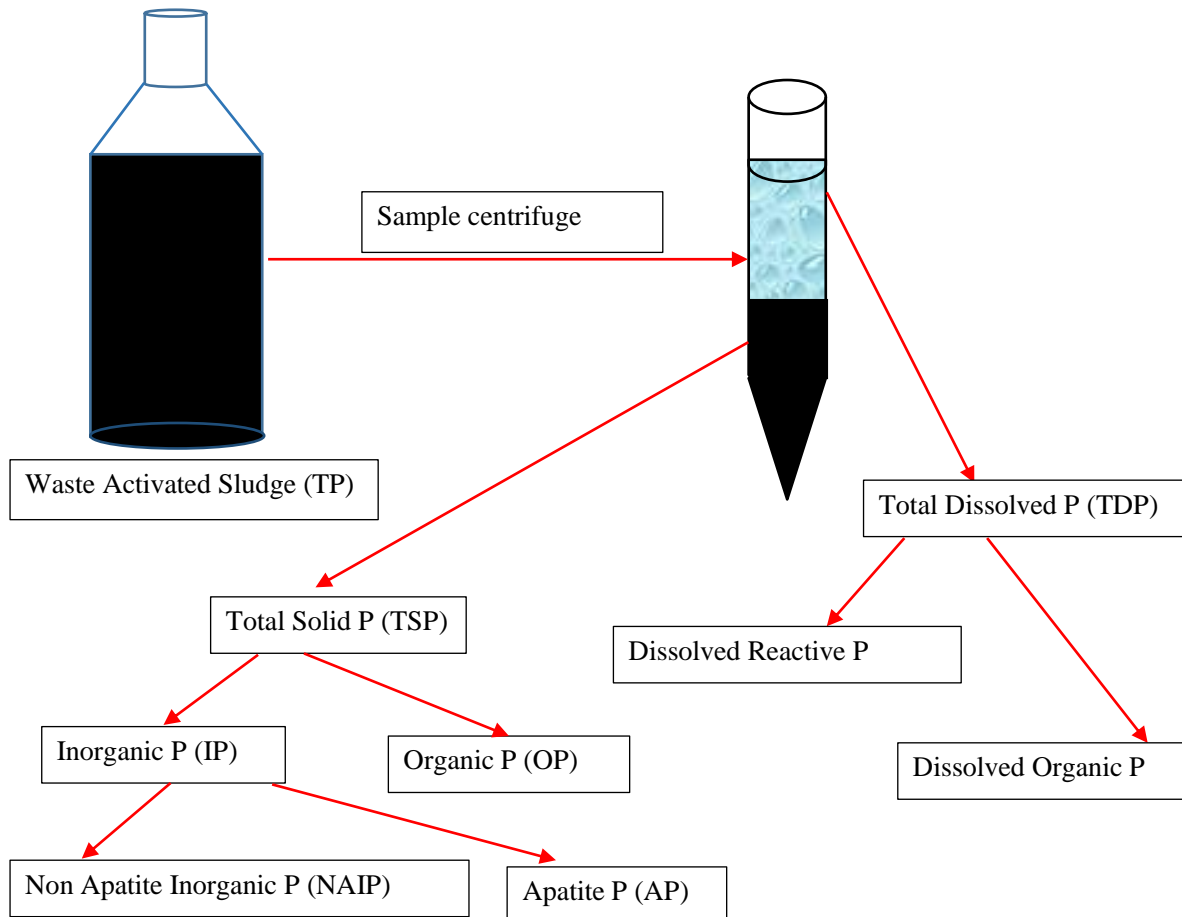 Sample centrifuge
Waste Activated Sludge (TP)
Total Dissolved P (TDP)
Total Solid P (TSP)
Dissolved Reactive P
Inorganic P (IP)
Organic P (OP)
Dissolved Organic P
Non Apatite Inorganic P (NAIP)
Apatite P (AP)